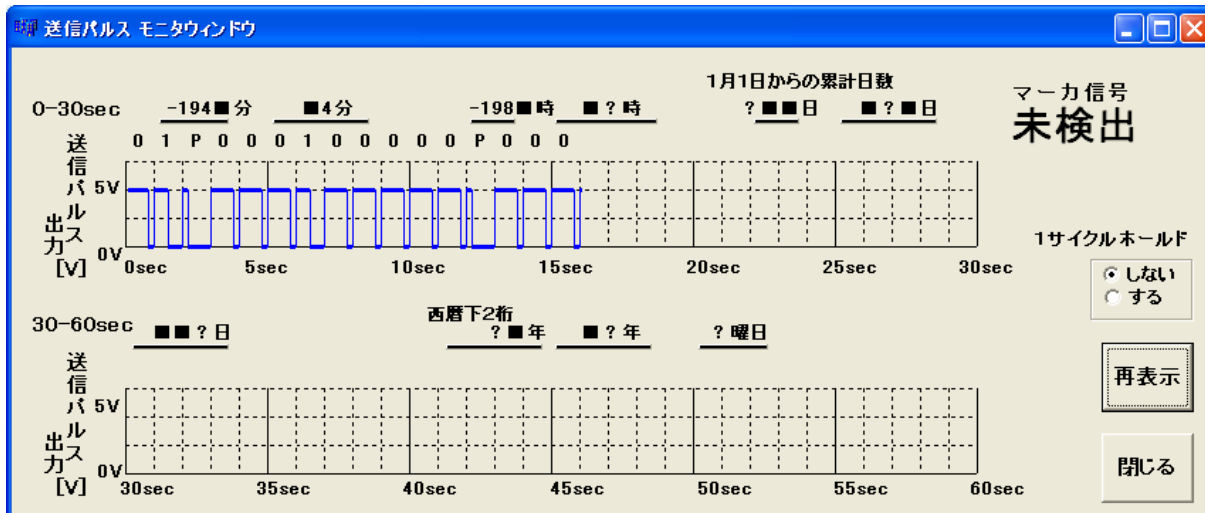 送信パルス モニタウィンドウ
1月1日からの累計日数
マーカ信号
未検出
0-30sec -194■分 ■4分 -198■時 ■?時 ?■■日 ■?■日
送信パルス出力[V]
0 1 P 0 0 0 1 0 0 0 0 0 P 0 0 0
5V
0V
0sec 5sec 10sec 15sec 20sec 25sec 30sec
1サイクルホールド
しない
する
西暦下2桁
30-60sec ■■?日 ?■年 ■?年 ?曜日
送信パルス出力[V]
5V
0V
30sec 35sec 40sec 45sec 50sec 55sec 60sec
再表示
閉じる